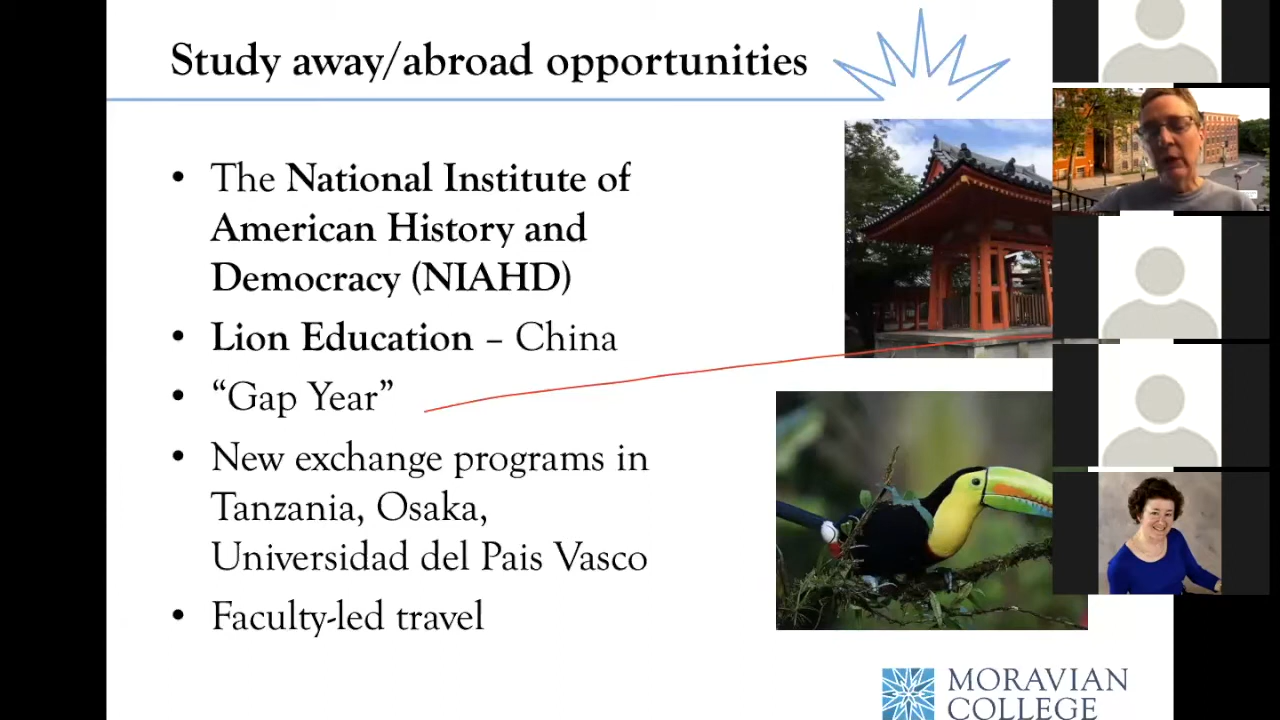 Study away/abroad opportunities
• The National Institute of
American History and
Democracy (NIAHD)
• Lion Education – China
• “Gap Year”
• New exchange programs in
Tanzania, Osaka,
Universidad del Pais Vasco
• Faculty-led travel
MORAVIAN
COLLEGE